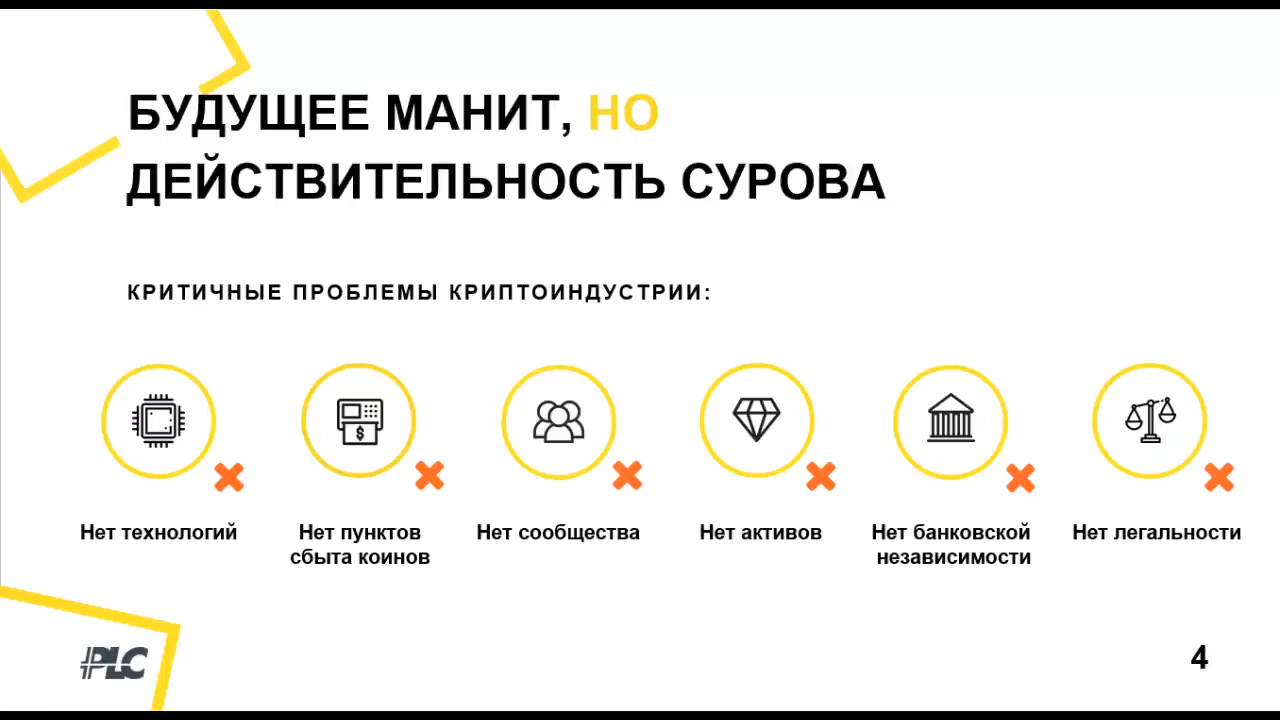 БУДУЩЕЕ МАНИТ, НО
ДЕЙСТВИТЕЛЬНОСТЬ СУРОВА
КРИТИЧНЫЕ ПРОБЛЕМЫ КРИПТОИНДУСТРИИ:
$
Нет технологий
Нет пунктов
сбыта коинов
Нет сообщества
Нет активов
Нет банковской
независимости
Нет легальности
PLC
4